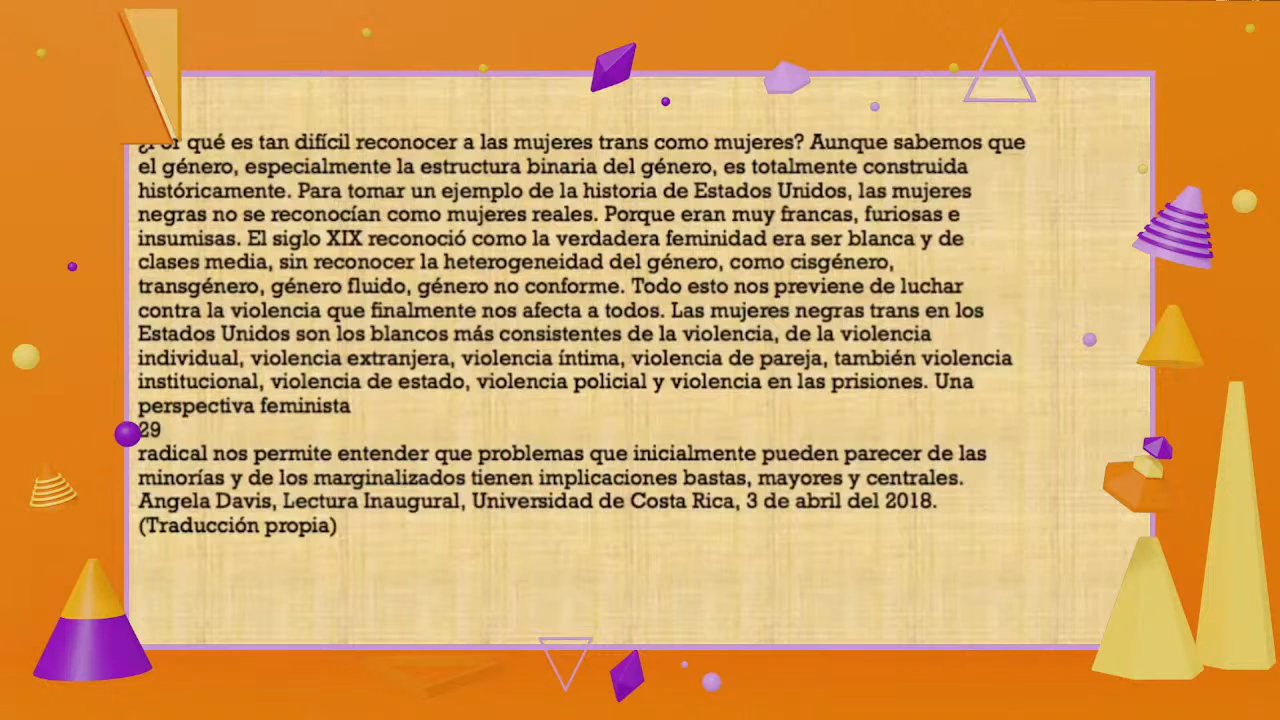 ¿Por qué es tan difícil reconocer a las mujeres trans como mujeres? Aunque sabemos que
el género, especialmente la estructura binaria del género, es totalmente construida
históricamente. Para tomar un ejemplo de la historia de Estados Unidos, las mujeres
negras no se reconocían como mujeres reales. Porque eran muy francas, furiosas e
insumisas. El siglo XIX reconoció como la verdadera feminidad era ser blanca y de
clases media, sin reconocer la heterogeneidad del género, como cisgénero,
transgénero, género fluido, género no conforme. Todo esto nos previene de luchar
contra la violencia que finalmente nos afecta a todos. Las mujeres negras trans en los
Estados Unidos son los blancos más consistentes de la violencia, de la violencia
individual, violencia extranjera, violencia íntima, violencia de pareja, también violencia
institucional, violencia de estado, violencia policial y violencia en las prisiones. Una
perspectiva feminista
29
radical nos permite entender que problemas que inicialmente pueden parecer de las
minorías y de los marginalizados tienen implicaciones bastas, mayores y centrales.
Angela Davis, Lectura Inaugural, Universidad de Costa Rica, 3 de abril del 2018.
(Traducción propia)